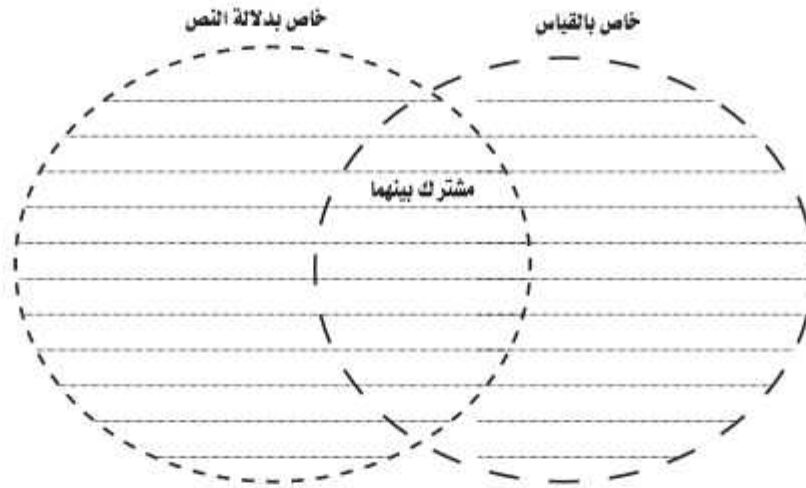 خاص بالقياس
خاص بدلالة النص
مشترك بينهما